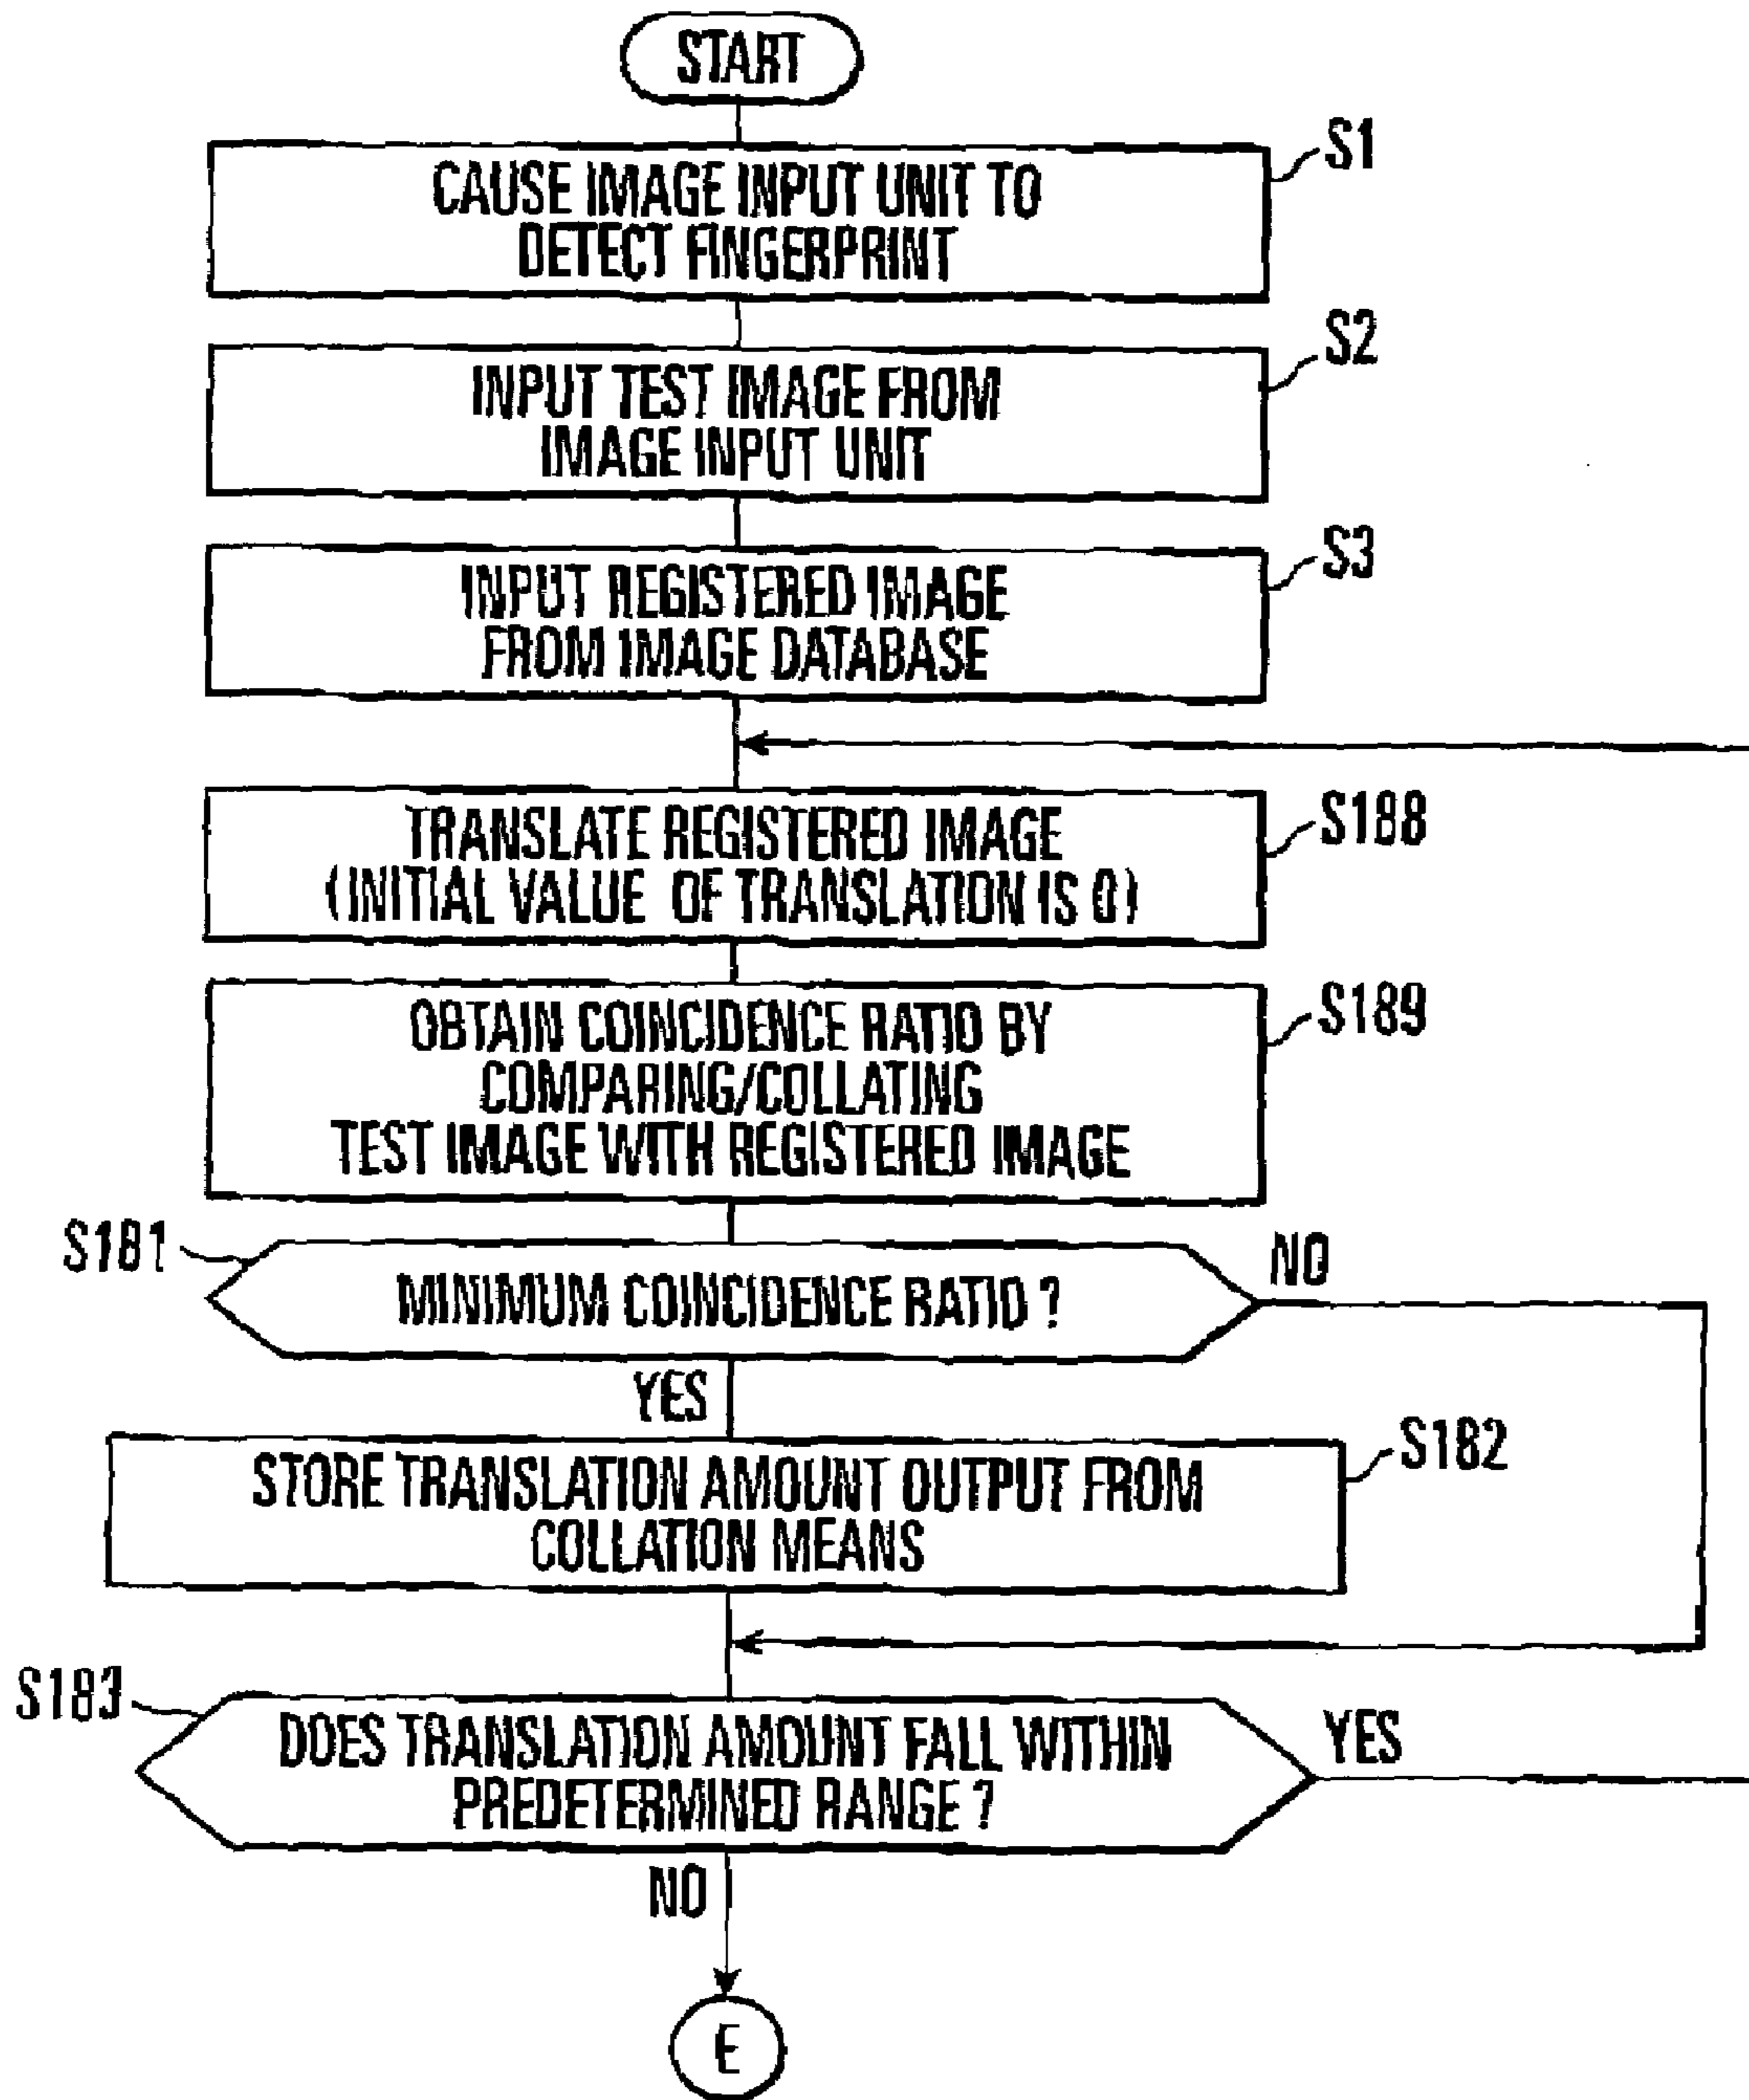 START
CAUSE IMAGE INPUT UNIT TO
DETECT FINGERPRINT
S1
INPUT TEST IMAGE FROM
IMAGE INPUT UNIT
S2
INPUT REGISTERED IMAGE
FROM IMAGE DATABASE
S3
TRANSLATE REGISTERED IMAGE
(INITIAL VALUE OF TRANSLATION IS 0)
S188
OBTAIN COINCIDENCE RATIO BY
COMPARING/COLLATING
TEST IMAGE WITH REGISTERED IMAGE
S189
S181
MINIMUM COINCIDENCE RATIO ?
NO
YES
STORE TRANSLATION AMOUNT OUTPUT FROM
COLLATION MEANS
S182
S183
DOES TRANSLATION AMOUNT FALL WITHIN
PREDETERMINED RANGE ?
YES
NO
E